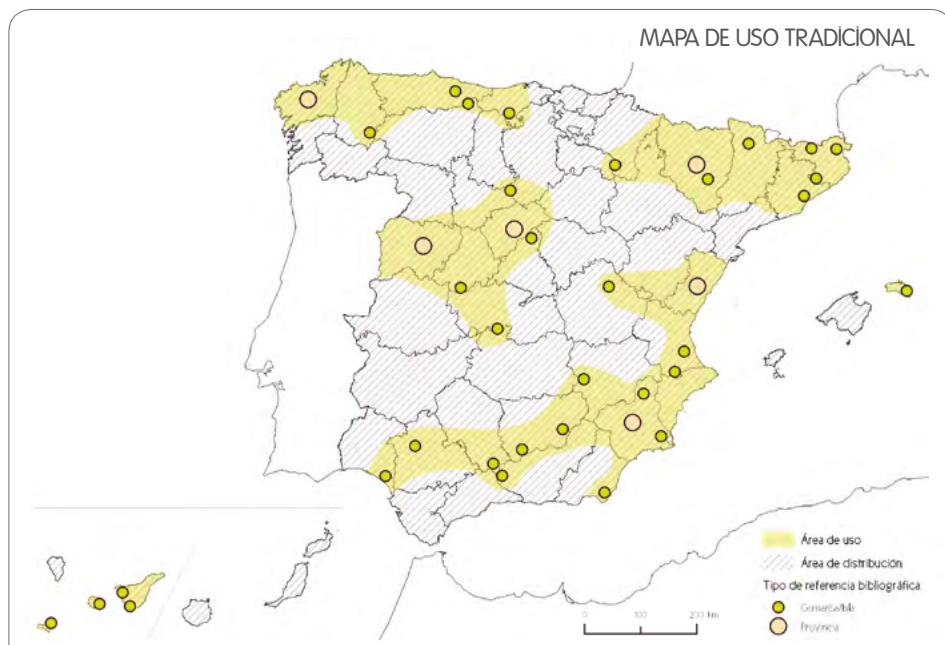 MAPA DE USO TRADICIONAL
Área de uso
Área de distribución
Tipo de referencia bibliográfica
Comarca/Isla
Provincia
0 100 200 km